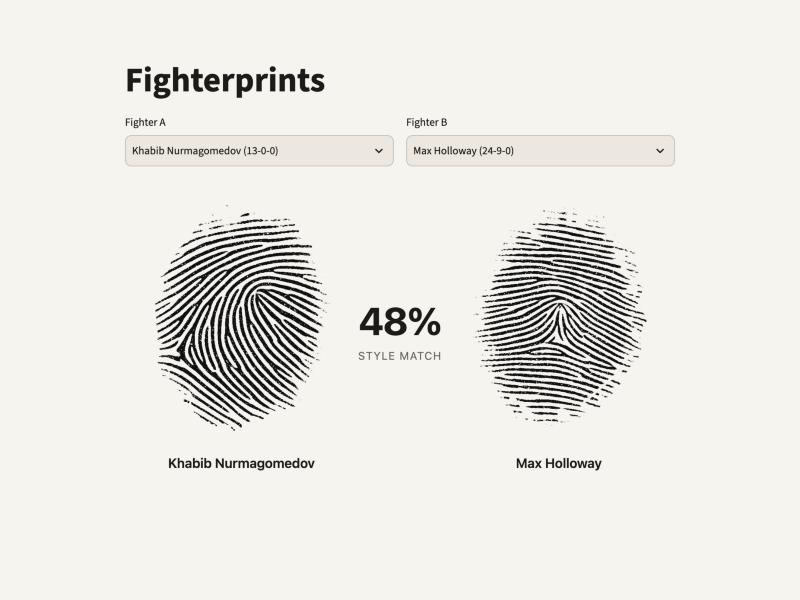 Fighterprints
Fighter A
Fighter B
Khabib Nurmagomedov (13-0-0)
Max Holloway (24-9-0)
48%
STYLE MATCH
Khabib Nurmagomedov
Max Holloway